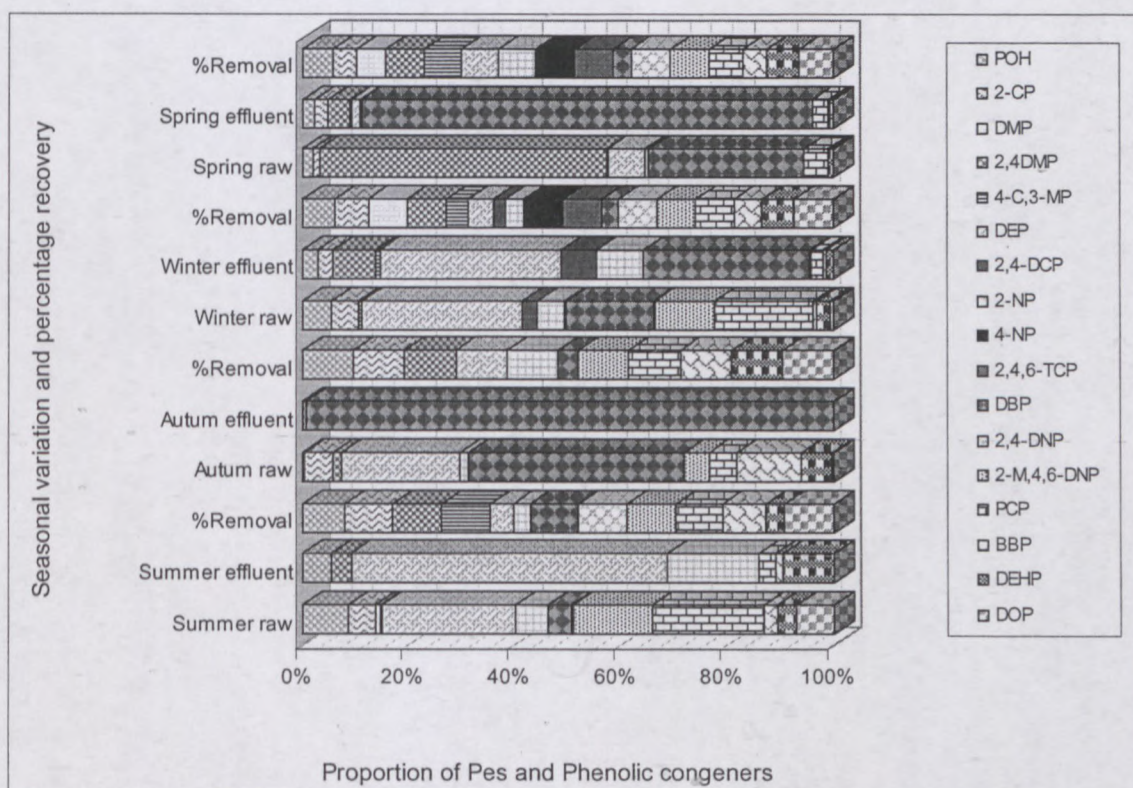 Seasonal variation and percentage recovery
%Removal
Spring effluent
Spring raw
%Removal
Winter effluent
Winter raw
%Removal
Autum effluent
Autum raw
%Removal
Summer effluent
Summer raw
0% 20% 40% 60% 80% 100%
Proportion of Pes and Phenolic congeners
POH
2-CP
DMP
2,4DMP
4-C,3-MP
DEP
2,4-DCP
2-NP
4-NP
2,4,6-TCP
DBP
2,4-DNP
2-M,4,6-DNP
PCP
BBP
DEHP
DOP